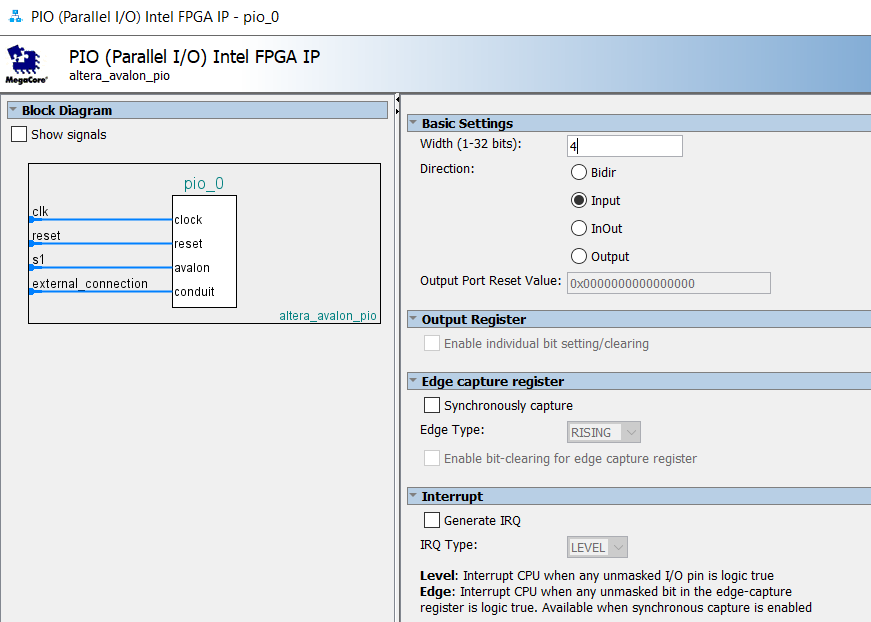 PIO (Parallel I/O) Intel FPGA IP - pio_0
PIO (Parallel I/O) Intel FPGA IP
altera_avalon_pio
MegaCore®
Block Diagram
Show signals
pio_0
clk
clock
reset
reset
s1
avalon
external_connection
conduit
altera_avalon_pio
Basic Settings
Width (1-32 bits):
4
Direction:
Bidir
Input
InOut
Output
Output Port Reset Value:
0x0000000000000000
Output Register
Enable individual bit setting/clearing
Edge capture register
Synchronously capture
Edge Type:
RISING
Enable bit-clearing for edge capture register
Interrupt
Generate IRQ
IRQ Type:
LEVEL
Level: Interrupt CPU when any unmasked I/O pin is logic true
Edge: Interrupt CPU when any unmasked bit in the edge-capture
register is logic true. Available when synchronous capture is enabled